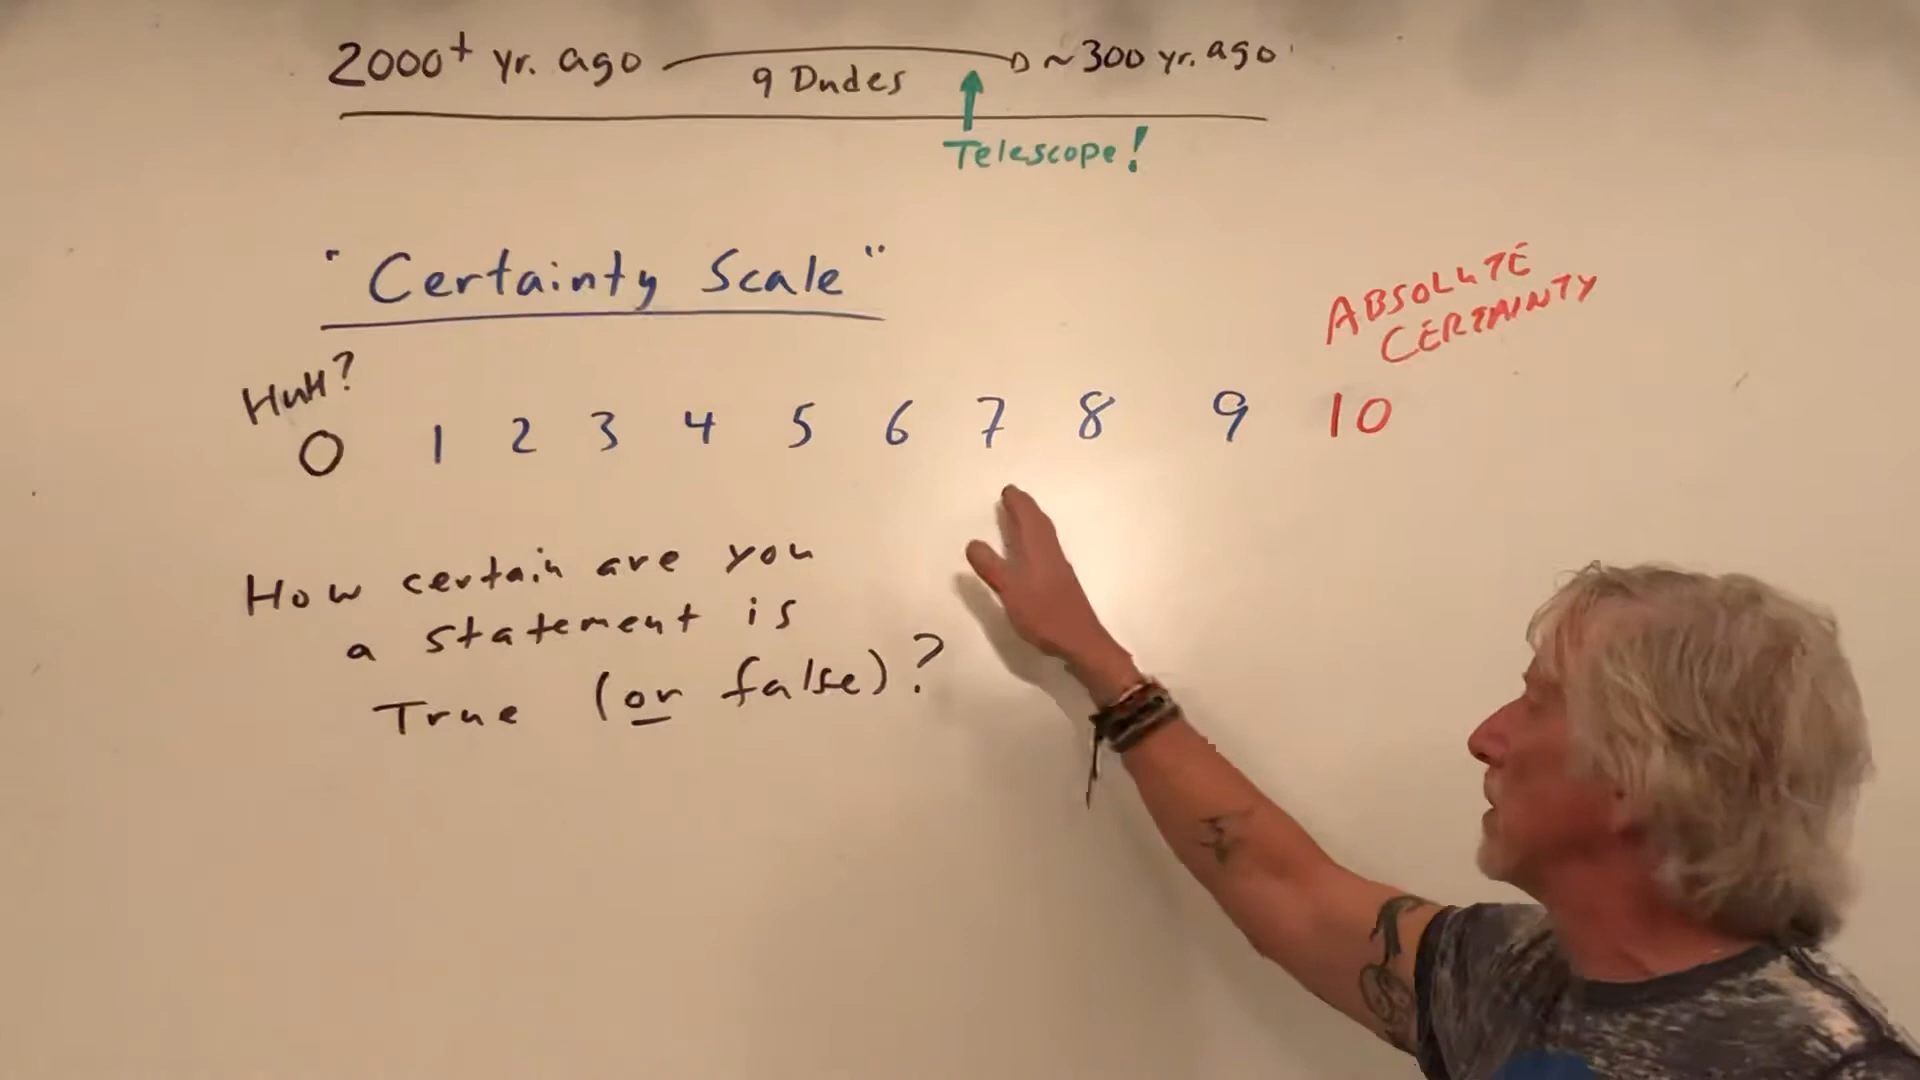 2000+ yr. ago ~300 yr. ago
9 Dudes
Telescope!
"Certainty Scale"
ABSOLUTE
CERTAINTY
HuH?
0 1 2 3 4 5 6 7 8 9 10
How certain are you
a statement is
True (or false)?